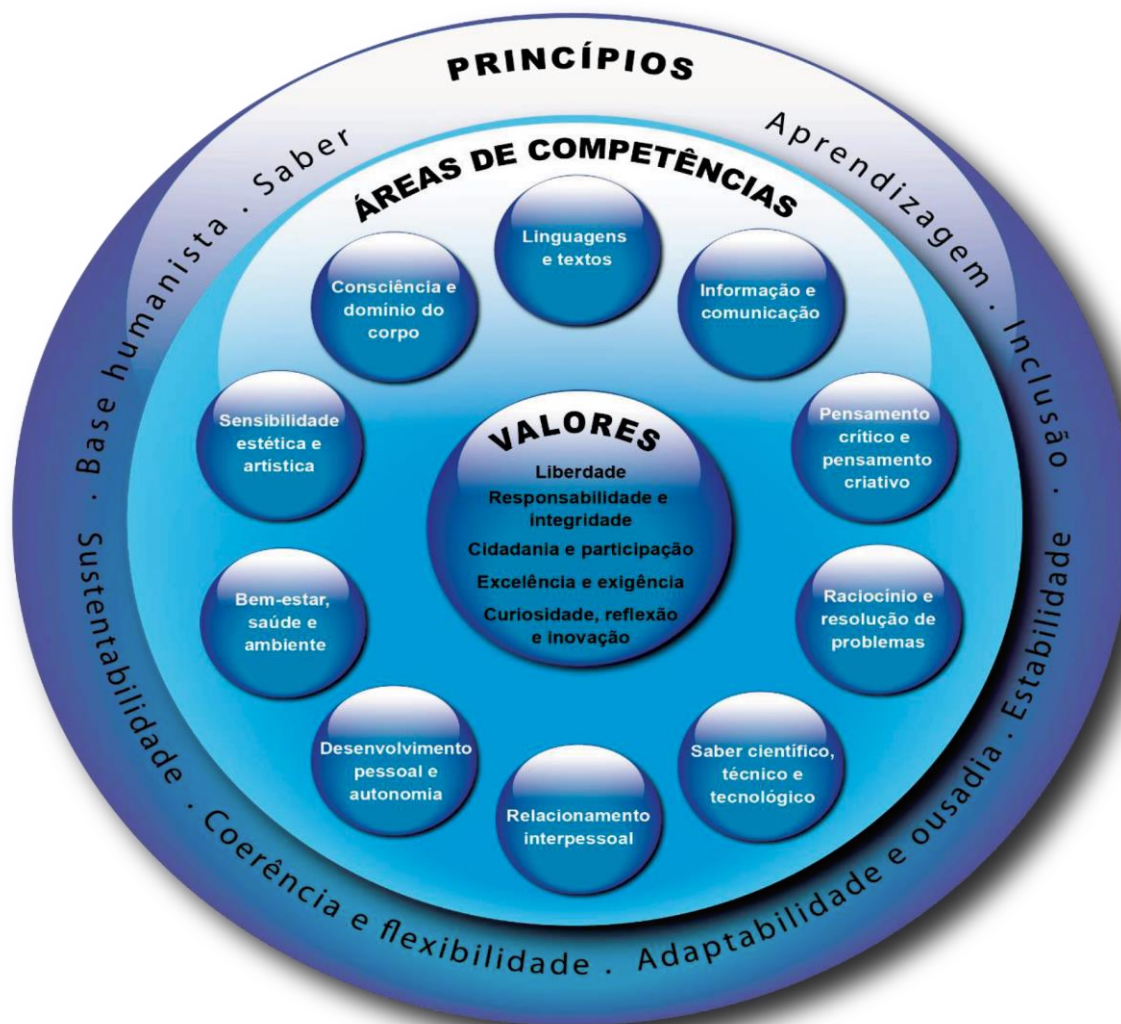 PRINCÍPIOS
Sustentabilidade . Base humanista . Saber
Aprendizagem . Inclusão .
Coerência e flexibilidade . Adaptabilidade e ousadia . Estabilidade
ÁREAS DE COMPETÊNCIAS
Linguagens
e textos
Informação e
comunicação
Pensamento
crítico e
pensamento
criativo
Raciocínio e
resolução de
problemas
Saber científico,
técnico e
tecnológico
Relacionamento
interpessoal
Desenvolvimento
pessoal e
autonomia
Bem-estar,
saúde e
ambiente
Sensibilidade
estética e
artística
Consciência e
domínio do
corpo
VALORES
Liberdade
Responsabilidade e
integridade
Cidadania e participação
Excelência e exigência
Curiosidade, reflexão
e inovação